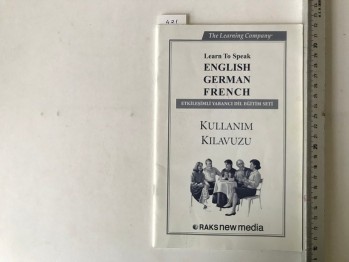 431
The Learning Company
Learn To Speak
ENGLISH
GERMAN
FRENCH
ETKİLEŞİMLİ YABANCI DİL EĞİTİM SETİ
KULLANIM
KILAVUZU
RAKS new media